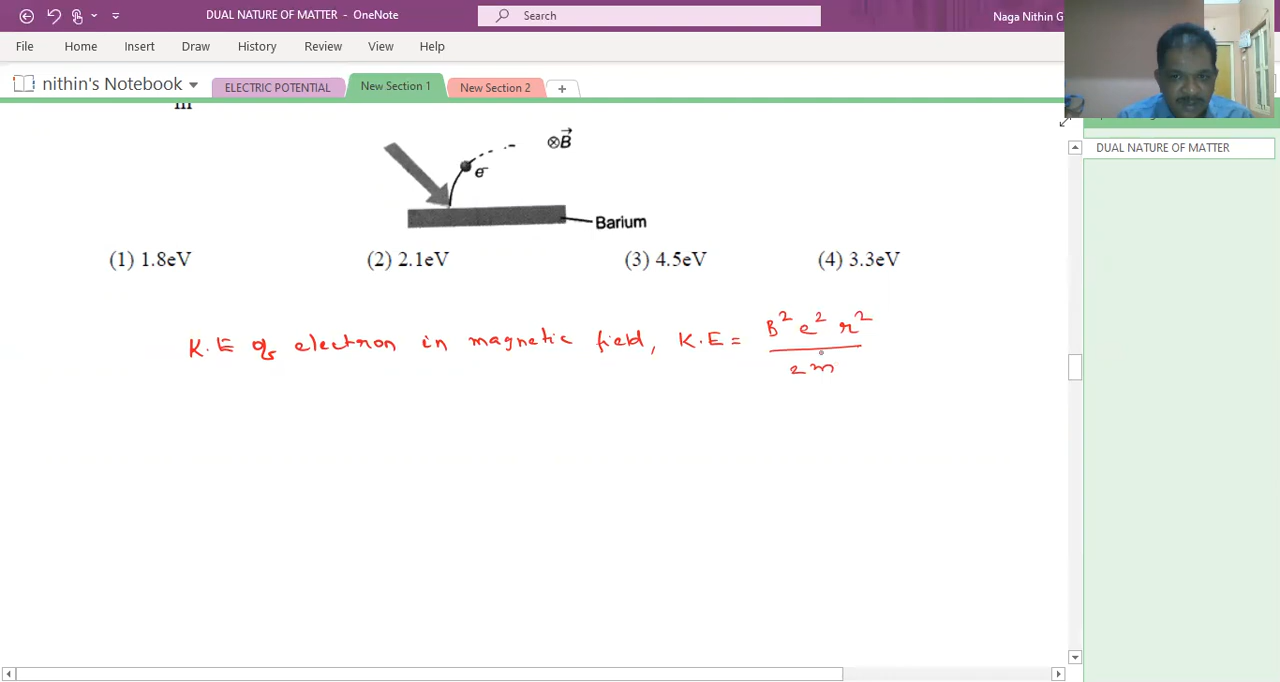 DUAL NATURE OF MATTER - OneNote
Search
Naga Nithin G
File Home Insert Draw History Review View Help
nithin's Notebook
ELECTRIC POTENTIAL New Section 1 New Section 2
DUAL NATURE OF MATTER
⊗B⃗
e⁻
Barium
(1) 1.8eV (2) 2.1eV (3) 4.5eV (4) 3.3eV
K.E of electron in magnetic field, K.E = B² e² r² / 2m